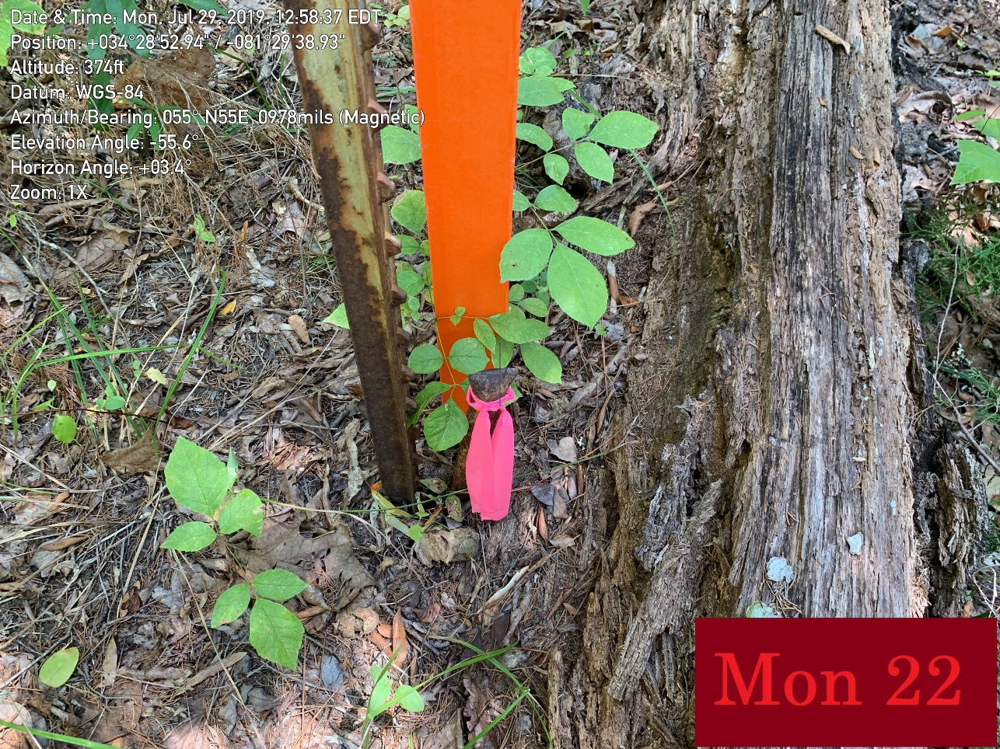 Date & Time: Mon, Jul 29, 2019, 12:58:37 EDT
Position: +034°28'52.94" / -081°29'38.93"
Altitude: 374ft
Datum: WGS-84
Azimuth/Bearing: 055° N55E 0978mils (Magnetic)
Elevation Angle: -55.6°
Horizon Angle: +03.4°
Zoom: 1X
Mon 22